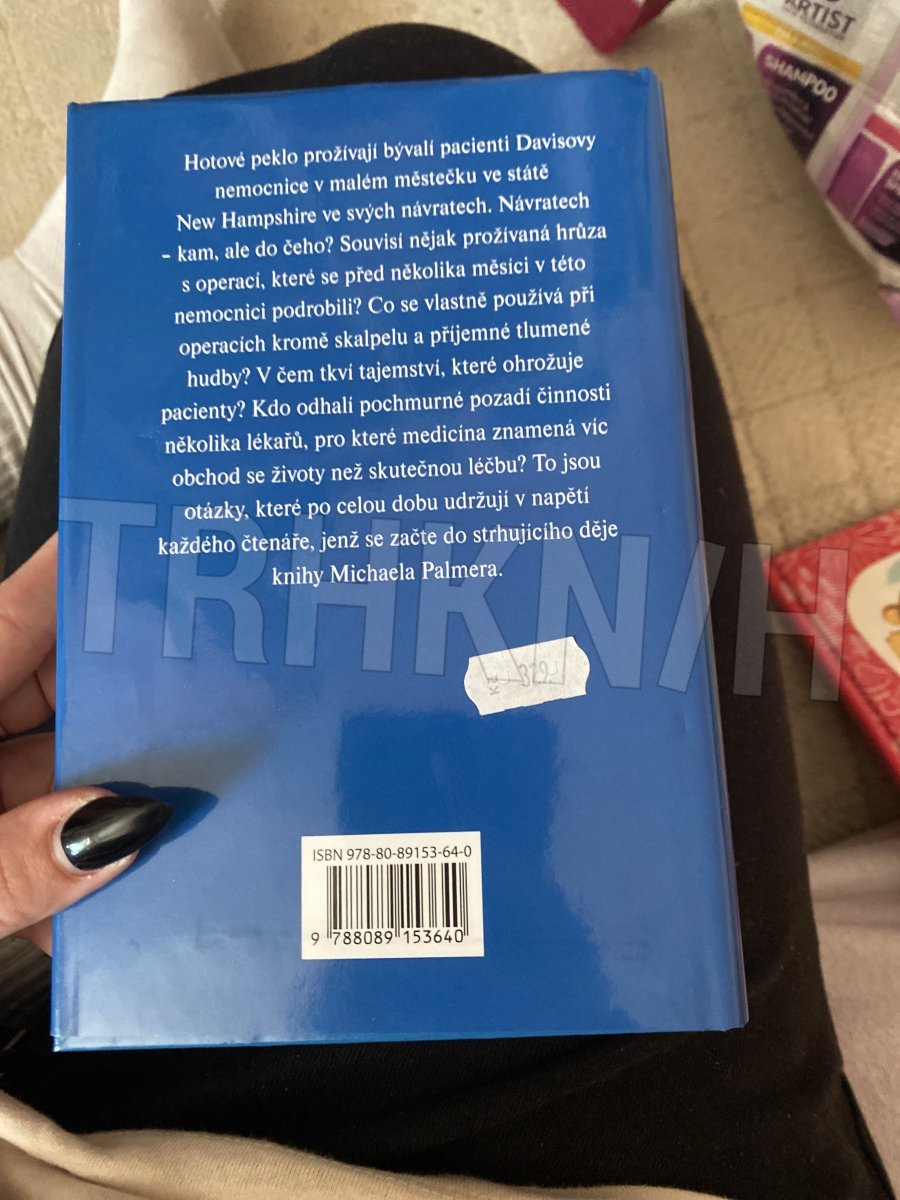 ARTIST
SHAMPOO
Hotové peklo prožívají bývalí pacienti Davisovy
nemocnice v malém městečku ve státě
New Hampshire ve svých návratech. Návratech
– kam, ale do čeho? Souvisí nějak prožívaná hrůza
s operací, které se před několika měsíci v této
nemocnici podrobili? Co se vlastně používá při
operacích kromě skalpelu a příjemné tlumené
hudby? V čem tkví tajemství, které ohrožuje
pacienty? Kdo odhalí pochmurné pozadí činnosti
několika lékařů, pro které medicína znamená víc
obchod se životy než skutečnou léčbu? To jsou
otázky, které po celou dobu udržují v napětí
každého čtenáře, jenž se začte do strhujícího děje
knihy Michaela Palmera.
TRHKN/H
Kč 329
ISBN 978-80-89153-64-0
9 788089 153640